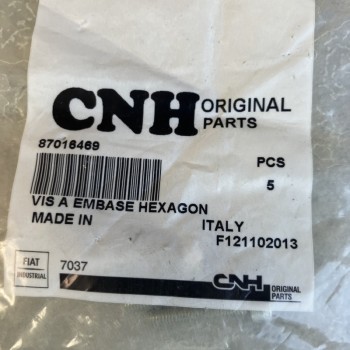 CNH ORIGINAL
PARTS
87016469
PCS
5
VIS A EMBASE HEXAGON
MADE IN ITALY
F121102013
FIAT
INDUSTRIAL
7037
CNH ORIGINAL
PARTS